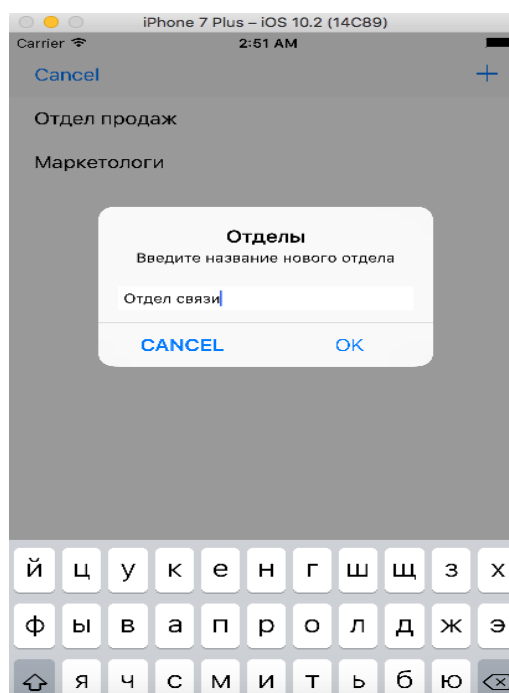 iPhone 7 Plus – iOS 10.2 (14C89)
Carrier 2:51 AM
Cancel +
Отдел продаж
Маркетологи
Отделы
Введите название нового отдела
Отдел связи
CANCEL OK
й ц у к е н г ш щ з х
ф ы в а п р о л д ж э
я ч с м и т ь б ю